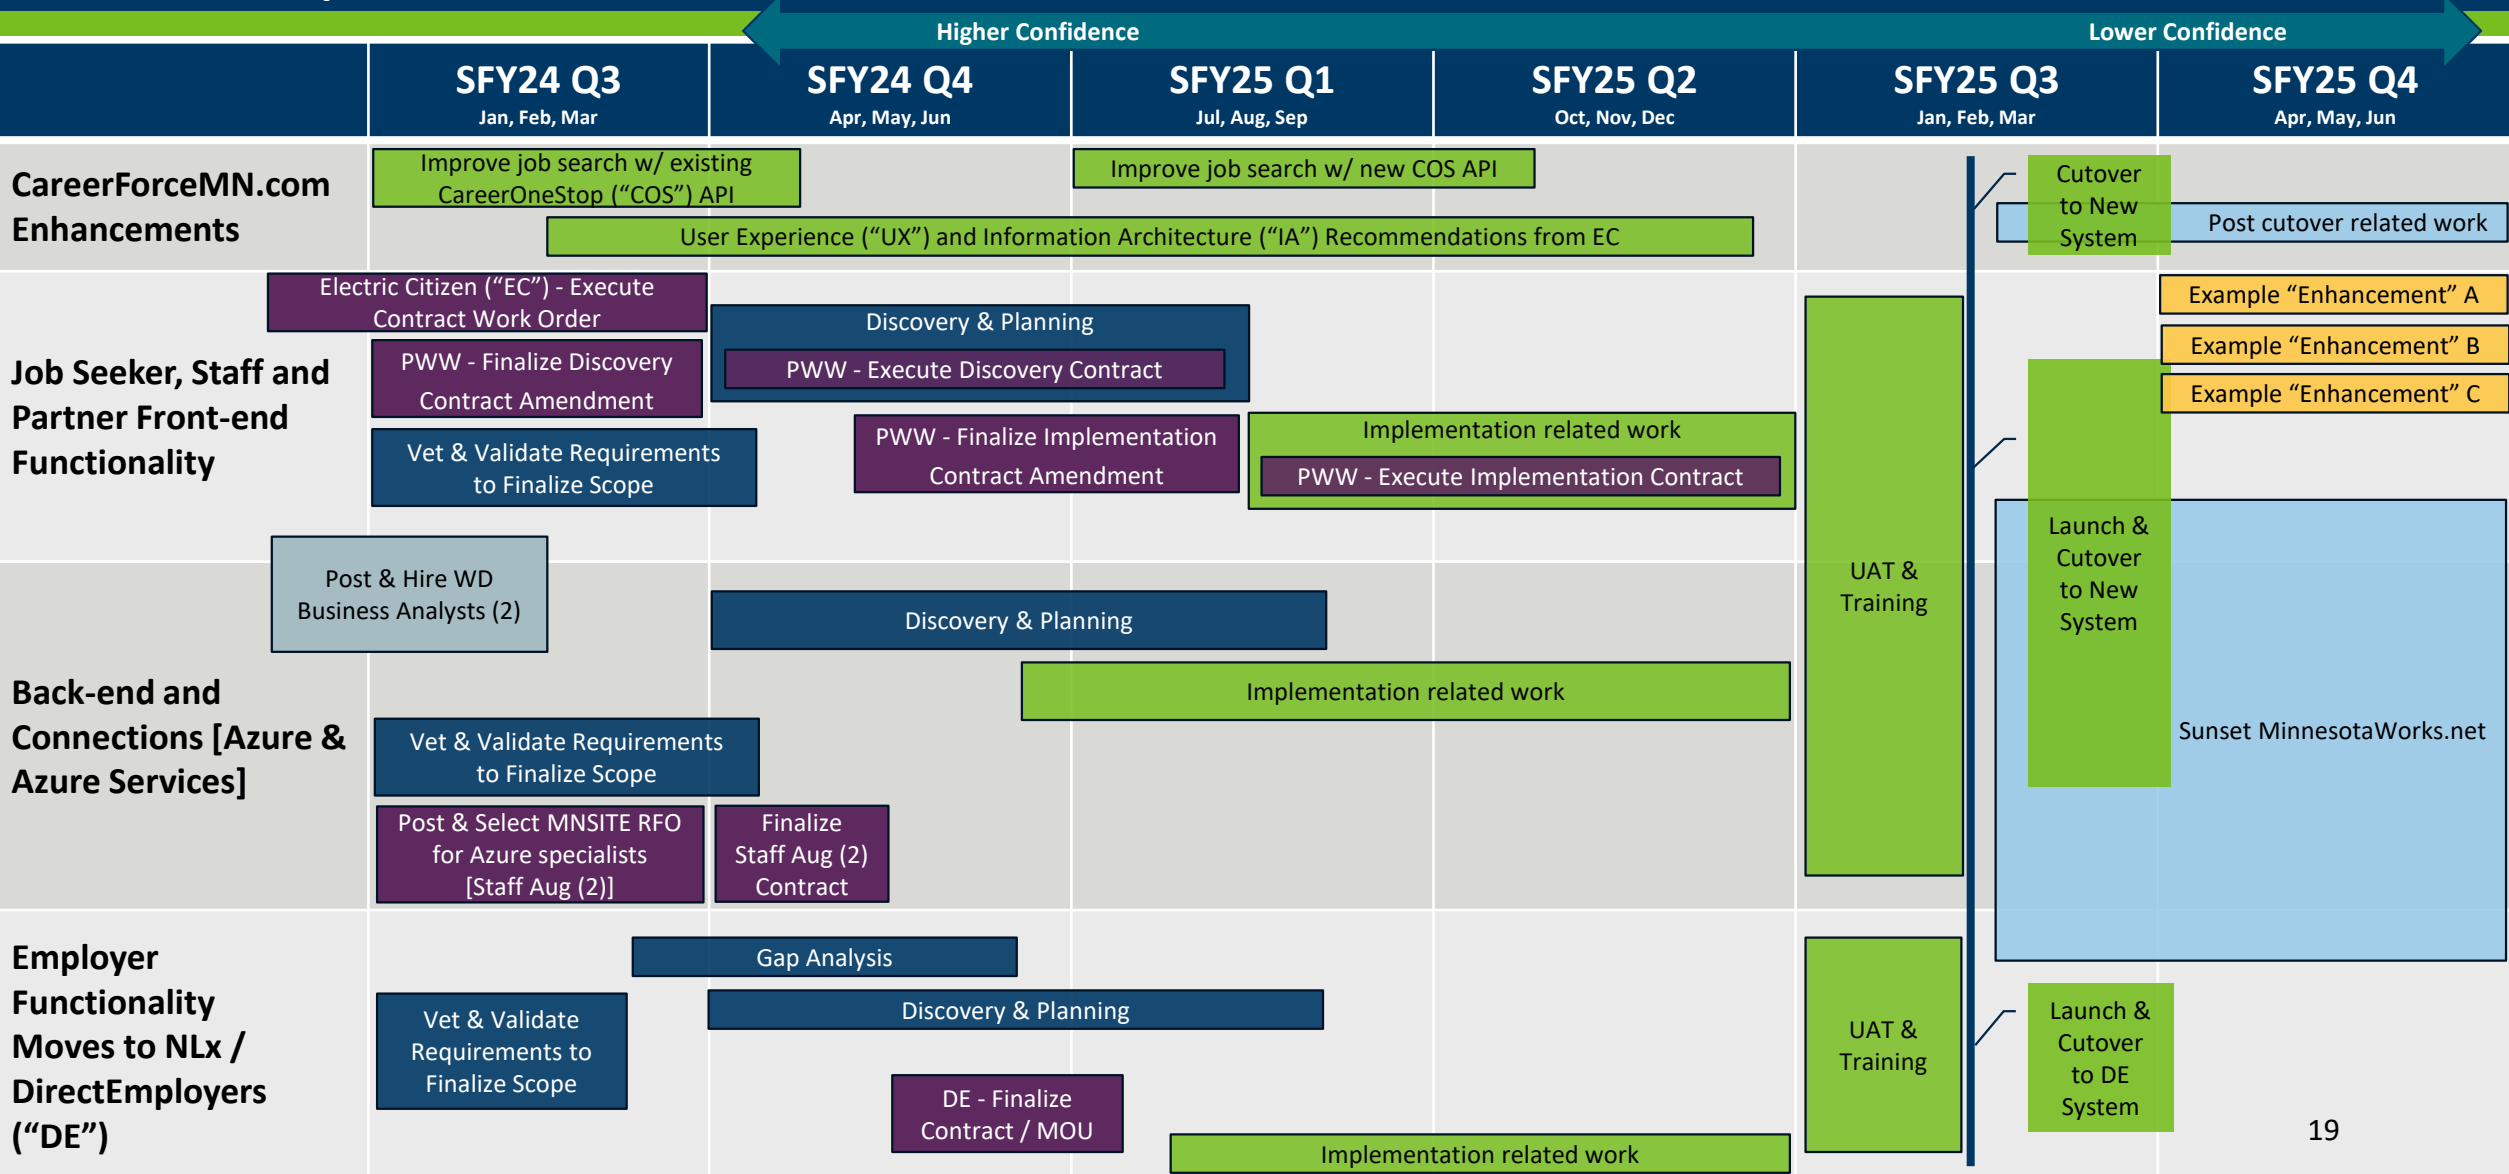 Higher Confidence
Lower Confidence
SFY24 Q3
Jan, Feb, Mar
SFY24 Q4
Apr, May, Jun
SFY25 Q1
Jul, Aug, Sep
SFY25 Q2
Oct, Nov, Dec
SFY25 Q3
Jan, Feb, Mar
SFY25 Q4
Apr, May, Jun
CareerForceMN.com
Enhancements
Improve job search w/ existing
CareerOneStop (“COS”) API
Improve job search w/ new COS API
User Experience (“UX”) and Information Architecture (“IA”) Recommendations from EC
Cutover
to New
System
Post cutover related work
Job Seeker, Staff and
Partner Front-end
Functionality
Electric Citizen (“EC”) - Execute
Contract Work Order
PWW - Finalize Discovery
Contract Amendment
Vet & Validate Requirements
to Finalize Scope
Discovery & Planning
PWW - Execute Discovery Contract
PWW - Finalize Implementation
Contract Amendment
Implementation related work
PWW - Execute Implementation Contract
UAT &
Training
Launch &
Cutover
to New
System
Example “Enhancement” A
Example “Enhancement” B
Example “Enhancement” C
Post & Hire WD
Business Analysts (2)
Back-end and
Connections [Azure &
Azure Services]
Discovery & Planning
Implementation related work
Vet & Validate Requirements
to Finalize Scope
Post & Select MNSITE RFO
for Azure specialists
[Staff Aug (2)]
Finalize
Staff Aug (2)
Contract
Sunset MinnesotaWorks.net
Employer
Functionality
Moves to NLx /
DirectEmployers
(“DE”)
Gap Analysis
Vet & Validate
Requirements to
Finalize Scope
Discovery & Planning
DE - Finalize
Contract / MOU
Implementation related work
UAT &
Training
Launch &
Cutover
to DE
System
19